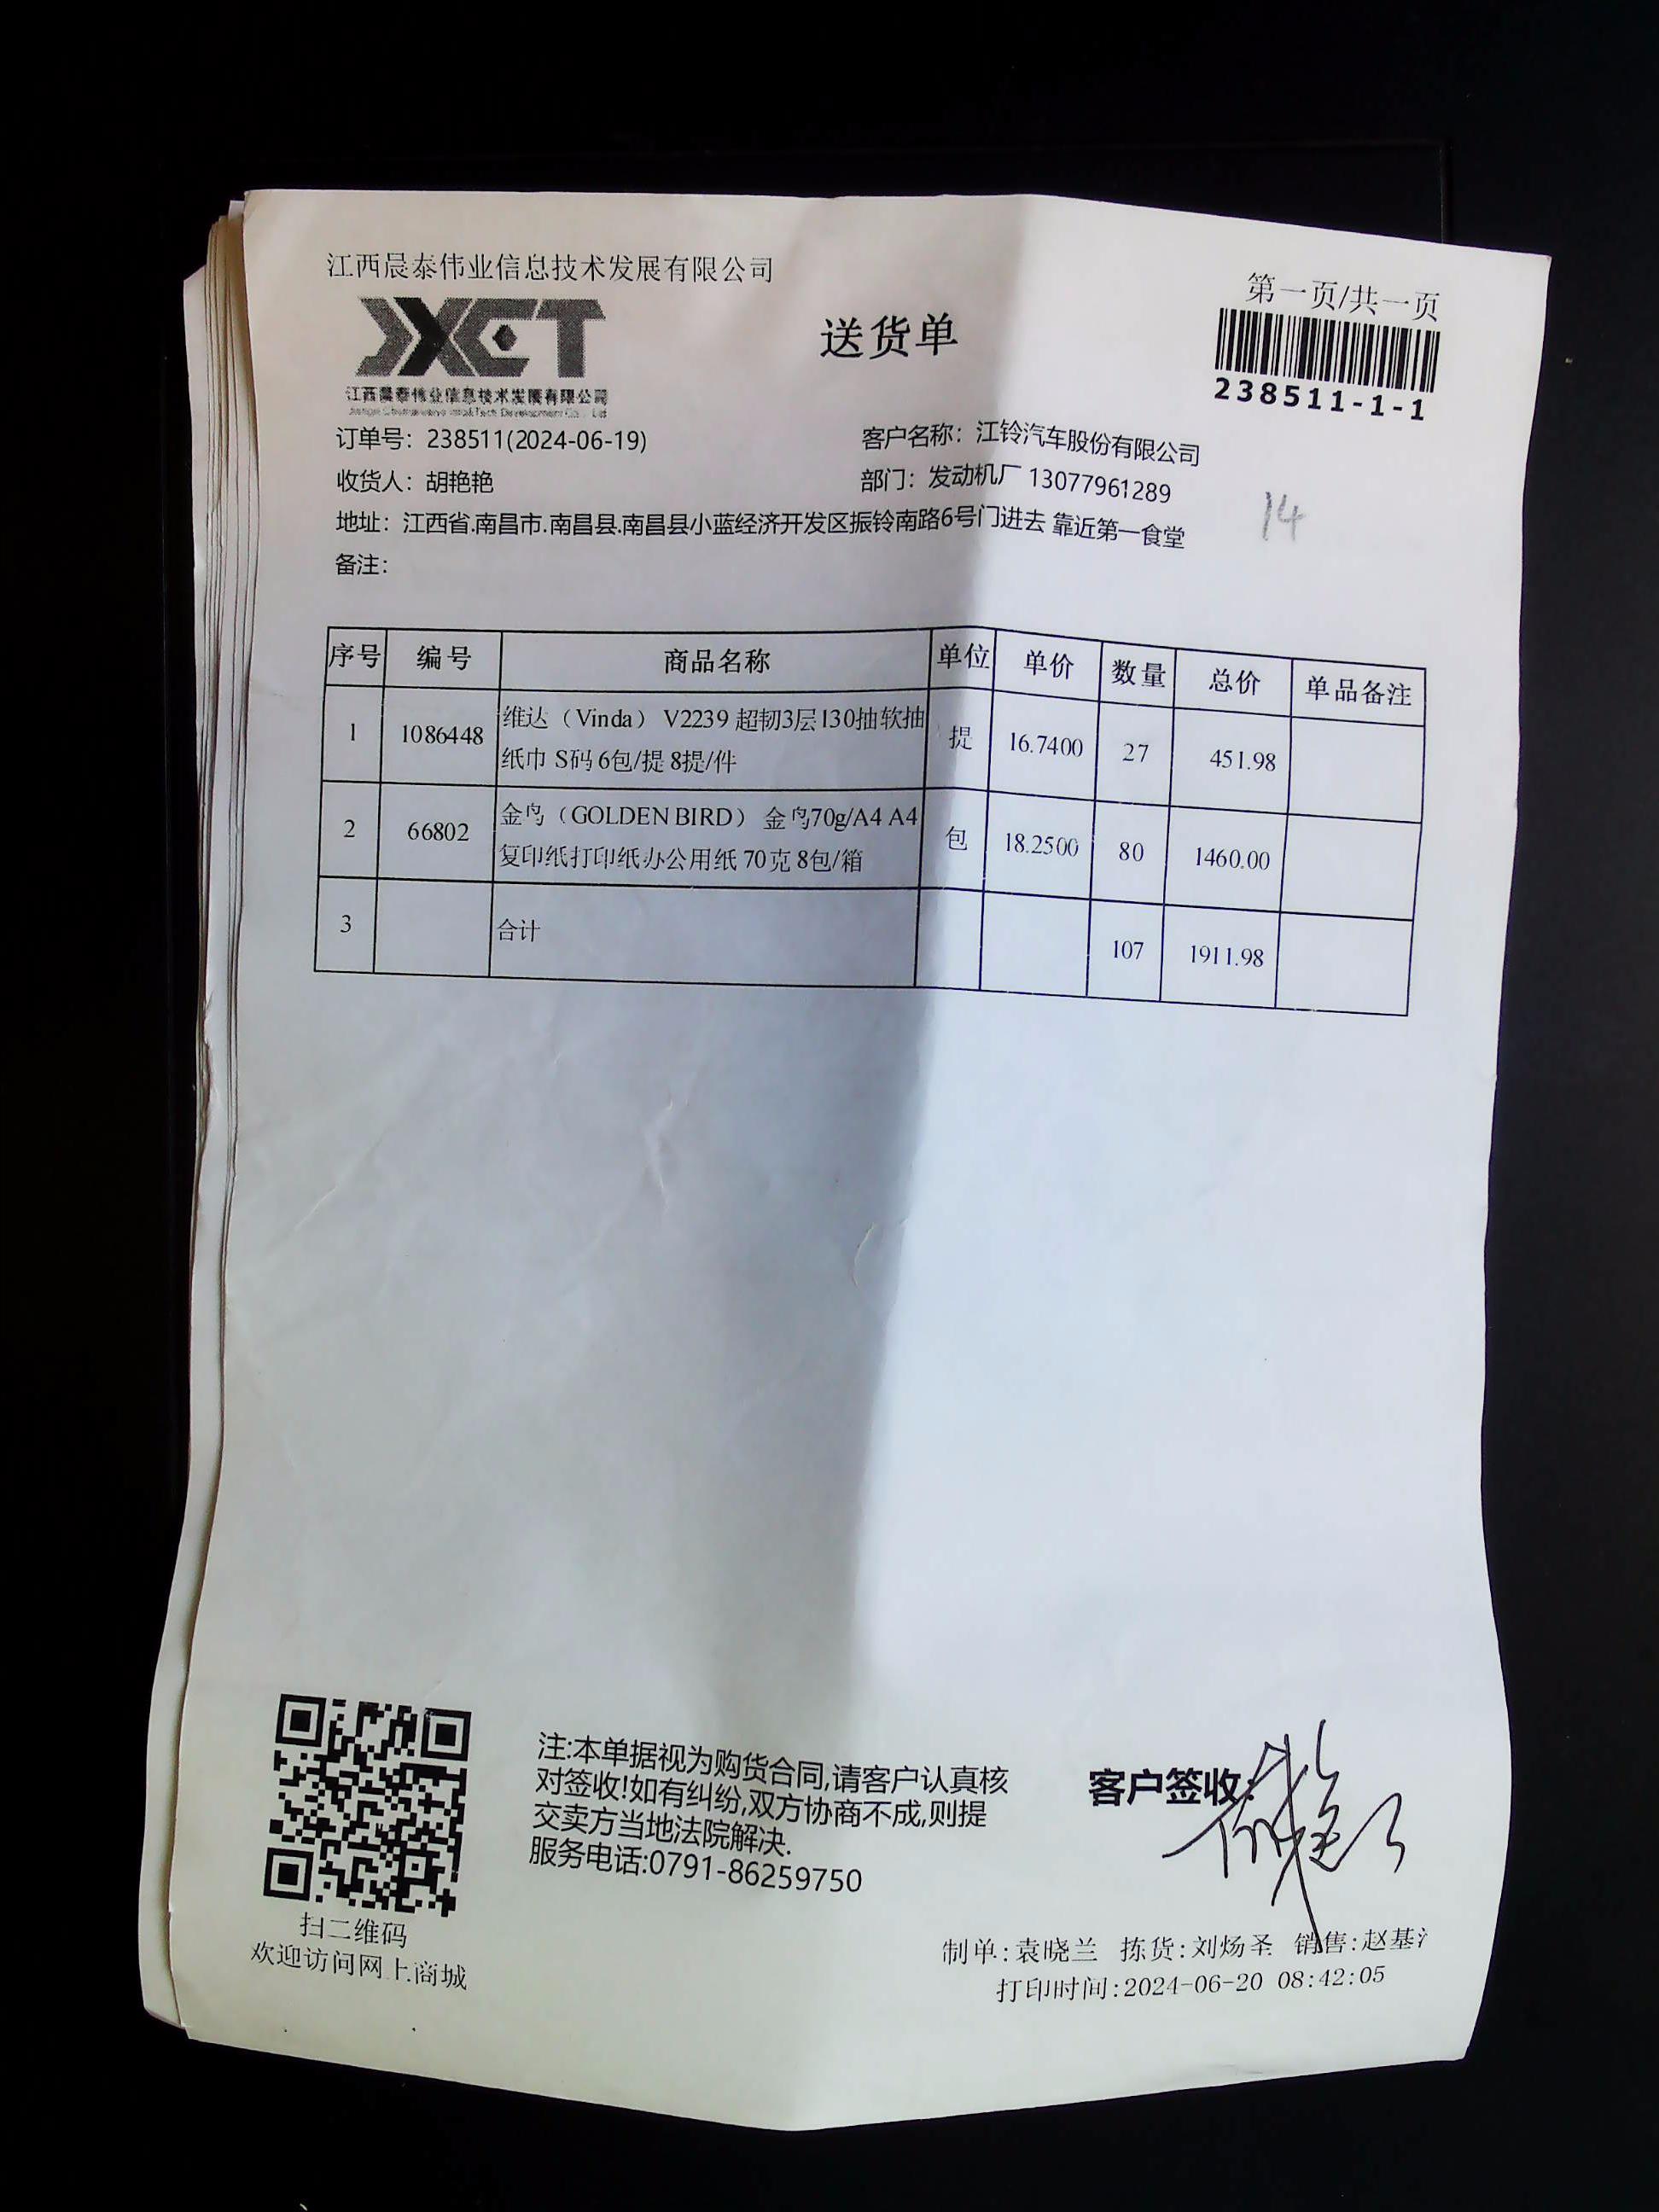 江西晨泰伟业信息技术发展有限公司
第一页/共一页
送货单
JXCT
江西晨泰伟业信息技术发展有限公司
238511-1-1
订单号：238511(2024-06-19)
客户名称：江铃汽车股份有限公司
收货人：胡艳艳
部门：发动机厂 13077961289
地址：江西省.南昌市.南昌县.南昌县小蓝经济开发区振铃南路6号门进去 靠近第一食堂
14
备注：
序号 编号 商品名称 单位 单价 数量 总价 单品备注
1 1086448 维达（Vinda） V2239 超韧3层130抽软抽 提 16.7400 27 451.98
纸巾 S码 6包/提 8提/件
2 66802 金鸟（GOLDEN BIRD） 金鸟70g/A4 A4 包 18.2500 80 1460.00
复印纸打印纸办公用纸 70克 8包/箱
3 合计 107 1911.98
注:本单据视为购货合同,请客户认真核
对签收!如有纠纷,双方协商不成,则提
交卖方当地法院解决.
服务电话:0791-86259750
客户签收:
扫二维码
欢迎访问网上商城
制单:袁晓兰 拣货:刘炀圣 销售:赵基
打印时间:2024-06-20 08:42:05